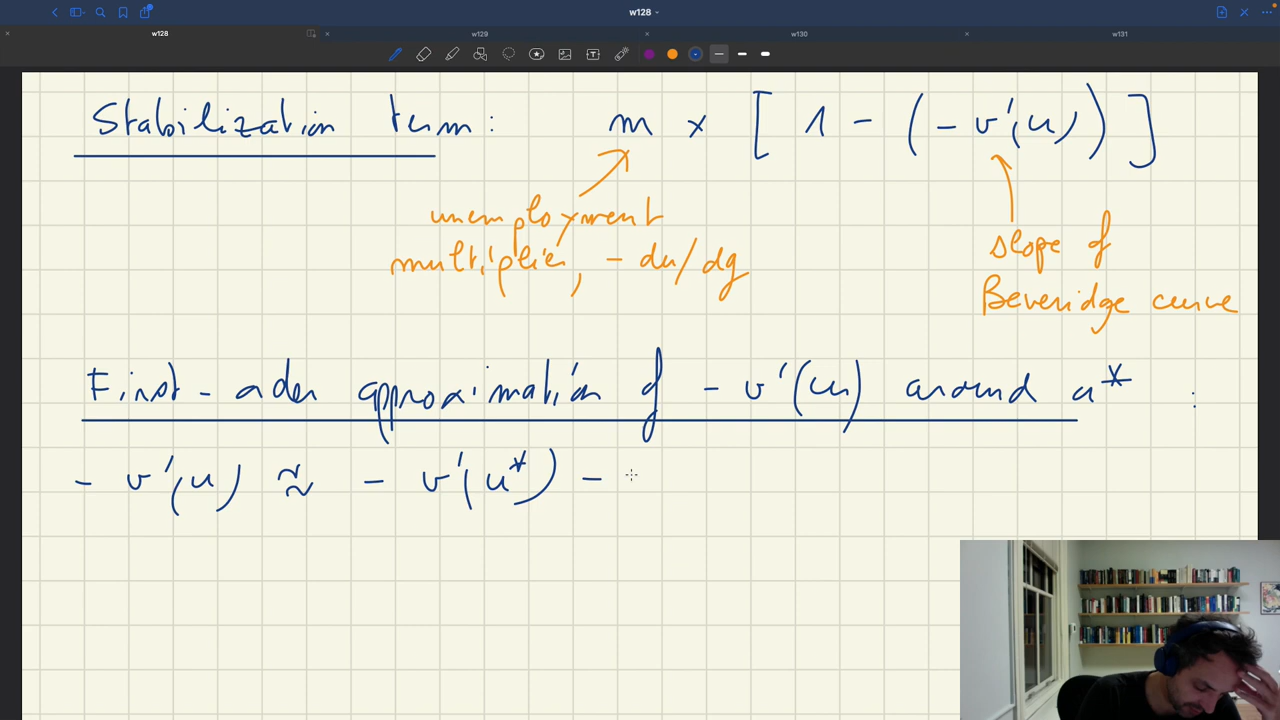 w128
w128
w129
w130
w131
Stabilization term: m × [ 1 - ( - v'(u) ) ]
unemployment multiplier, - du/dg
slope of Beveridge curve
First-order approximation of - v'(u) around u* :
- v'(u) ≈ - v'(u*) -